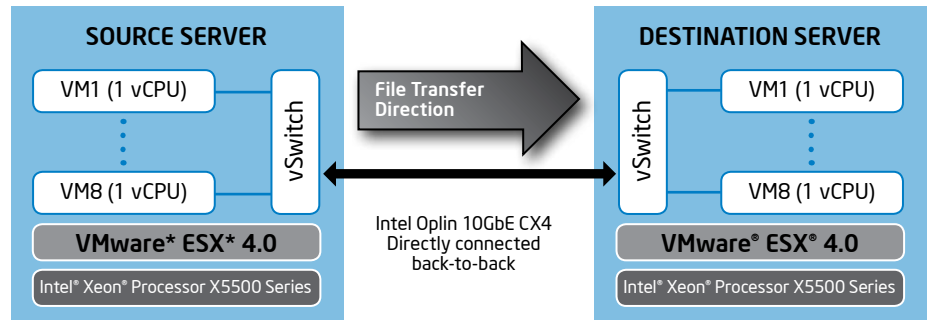 SOURCE SERVER
VM1 (1 vCPU)
VM8 (1 vCPU)
vSwitch
VMware* ESX* 4.0
Intel® Xeon® Processor X5500 Series
File Transfer
Direction
Intel Oplin 10GbE CX4
Directly connected
back-to-back
DESTINATION SERVER
vSwitch
VM1 (1 vCPU)
VM8 (1 vCPU)
VMware® ESX® 4.0
Intel® Xeon® Processor X5500 Series